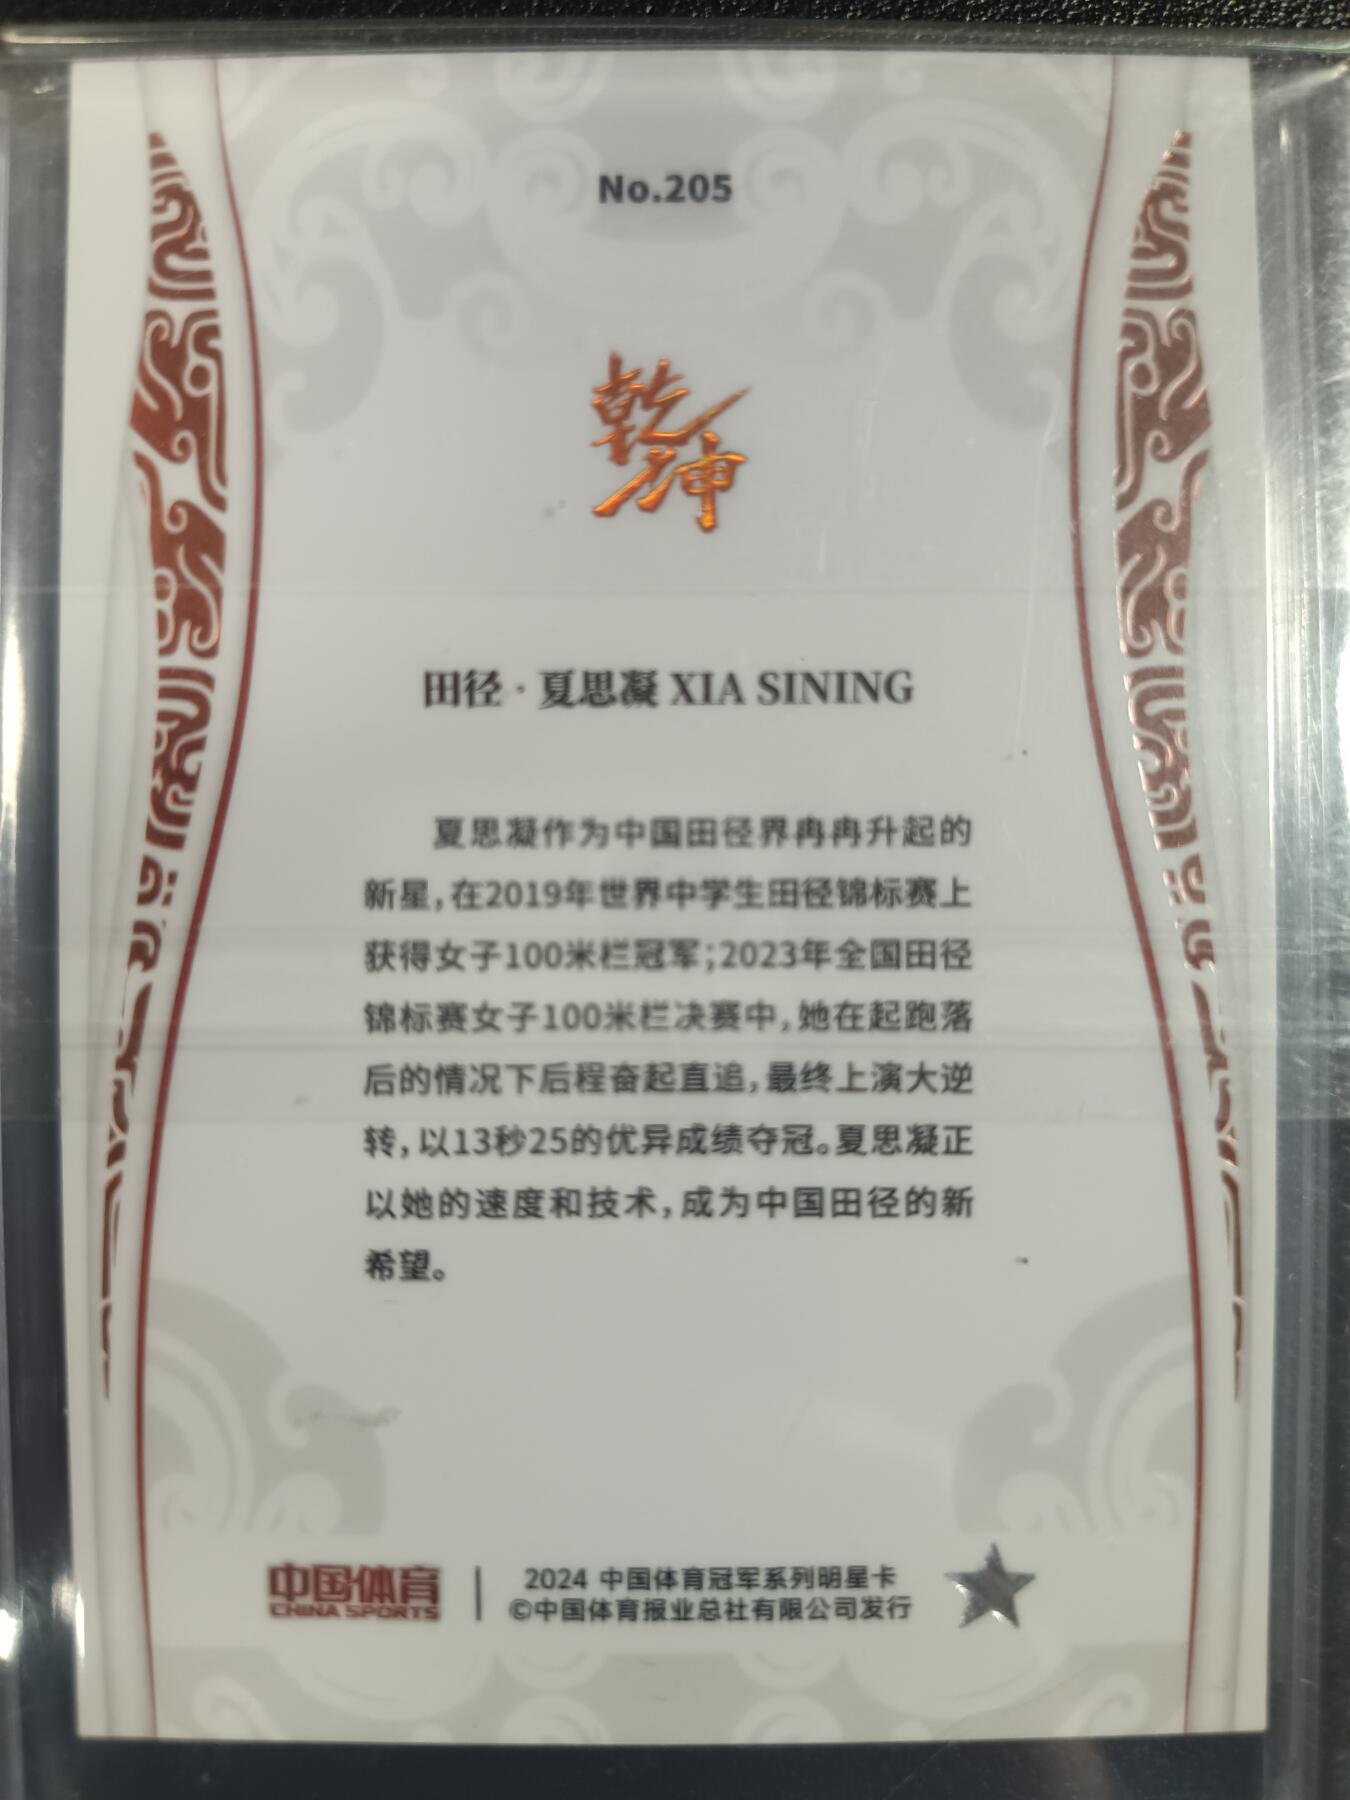 No.205
乾坤
田径·夏思凝 XIA SINING
夏思凝作为中国田径界冉冉升起的
新星,在2019年世界中学生田径锦标赛上
获得女子100米栏冠军;2023年全国田径
锦标赛女子100米栏决赛中,她在起跑落
后的情况下后程奋起直追,最终上演大逆
转,以13秒25的优异成绩夺冠。夏思凝正
以她的速度和技术,成为中国田径的新
希望。
中国体育
CHINA SPORTS
2024 中国体育冠军系列明星卡
©中国体育报业总社有限公司发行